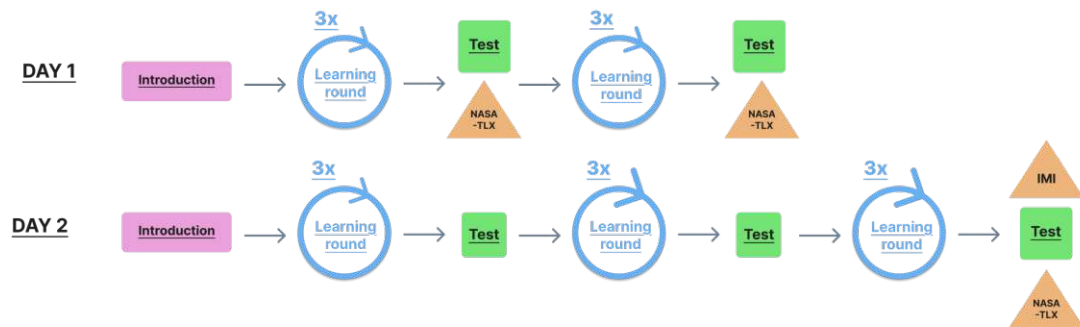 DAY 1
Introduction
3x
Learning
round
Test
NASA
-TLX
3x
Learning
round
Test
NASA
-TLX
DAY 2
Introduction
3x
Learning
round
Test
3x
Learning
round
Test
3x
Learning
round
IMI
Test
NASA
-TLX